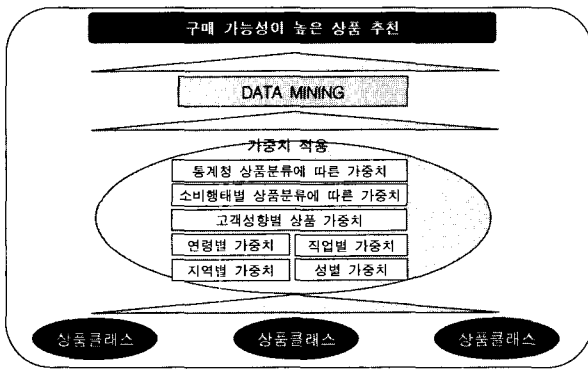 구매 가능성이 높은 상품 추천
DATA MINING
가중치 적용
통계청 상품분류에 따른 가중치
소비행태별 상품분류에 따른 가중치
고객성향별 상품 가중치
연령별 가중치 직업별 가중치
지역별 가중치 성별 가중치
상품클래스 상품클래스 상품클래스